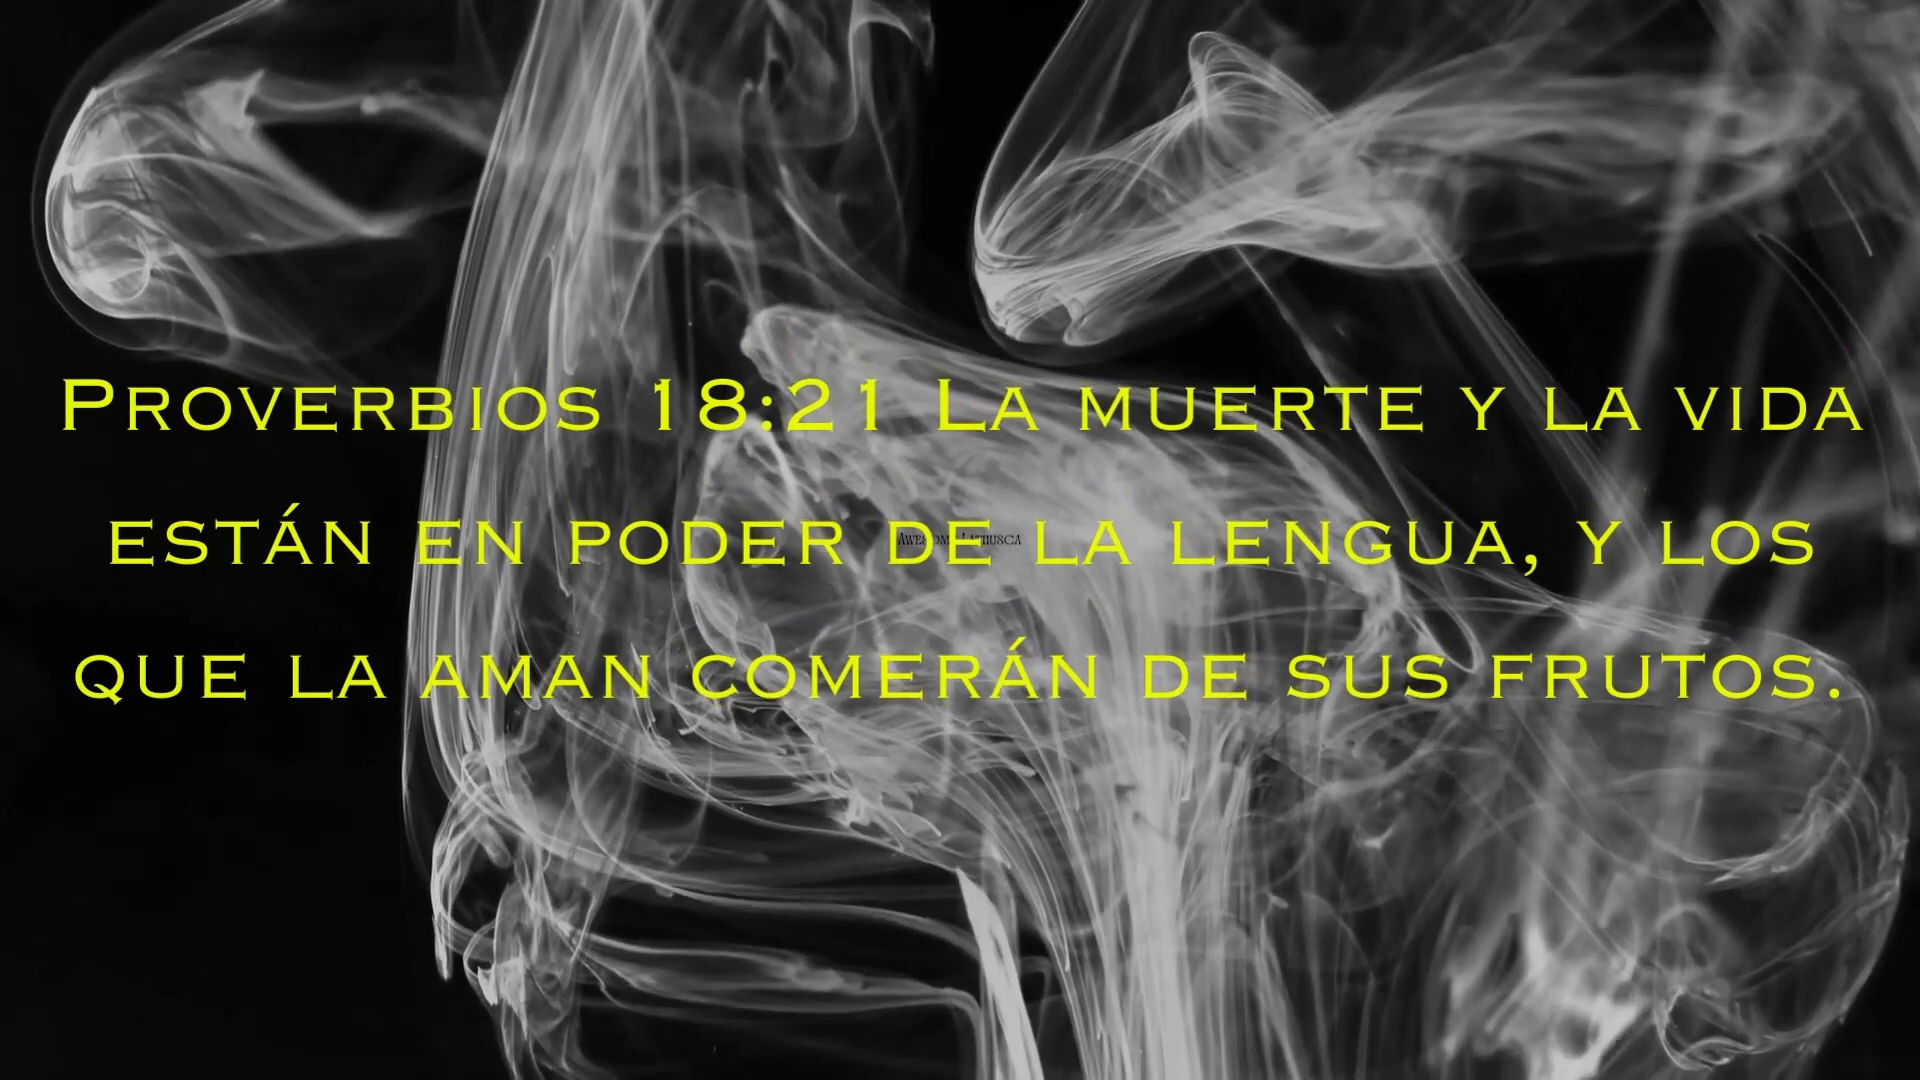 Proverbios 18:21 La muerte y la vida
están en poder de la lengua, y los
que la aman comerán de sus frutos.